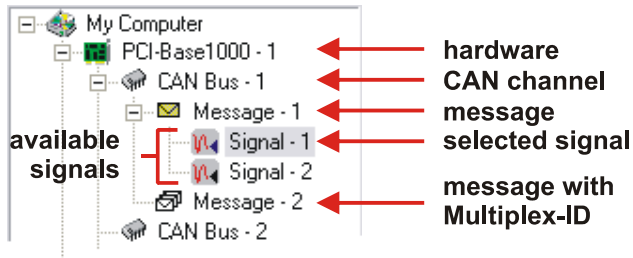 My Computer
PCI-Base1000 - 1
hardware
CAN Bus - 1
CAN channel
Message - 1
message
available
signals
Signal - 1
selected signal
Signal - 2
Message - 2
message with
Multiplex-ID
CAN Bus - 2